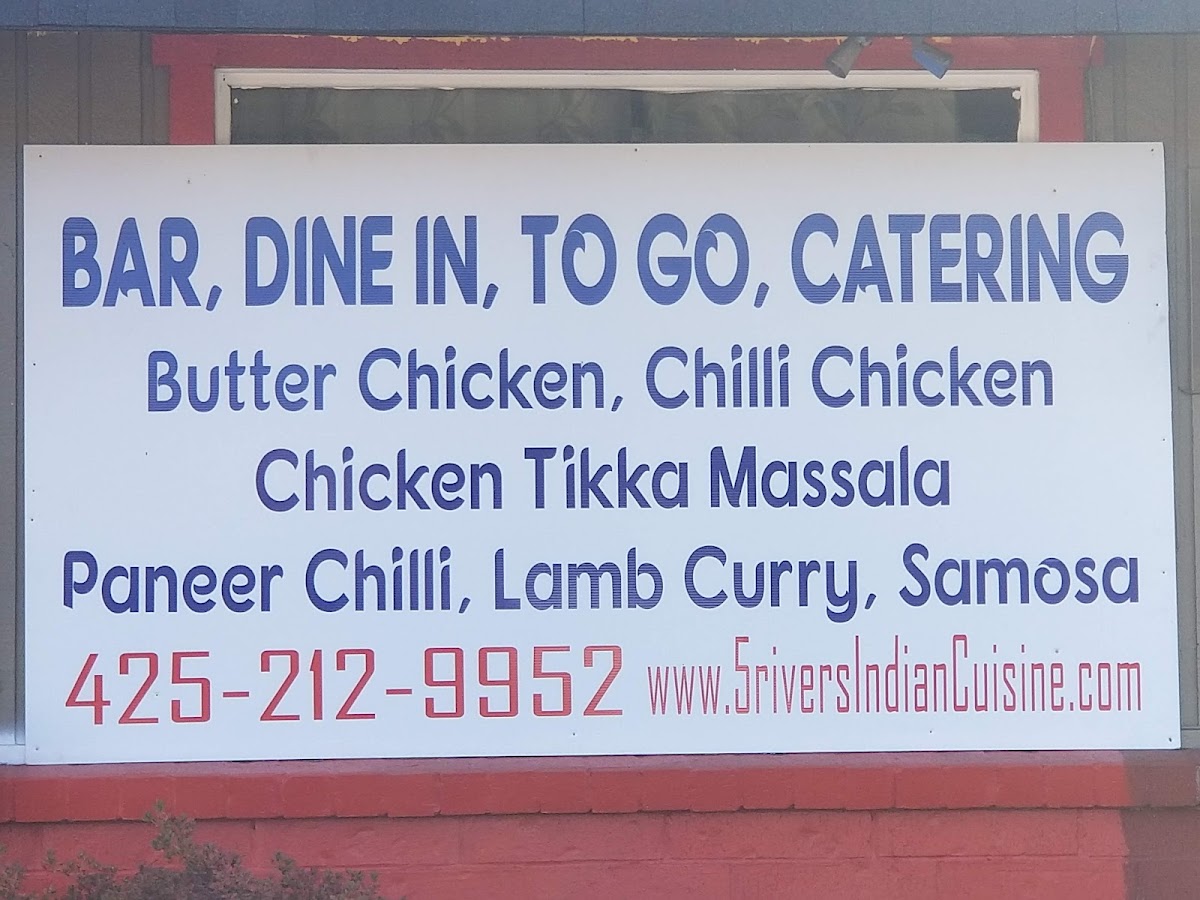 BAR, DINE IN, TO GO, CATERING
Butter Chicken, Chilli Chicken
Chicken Tikka Massala
Paneer Chilli, Lamb Curry, Samosa
425-212-9952 www.5riversIndianCuisine.com